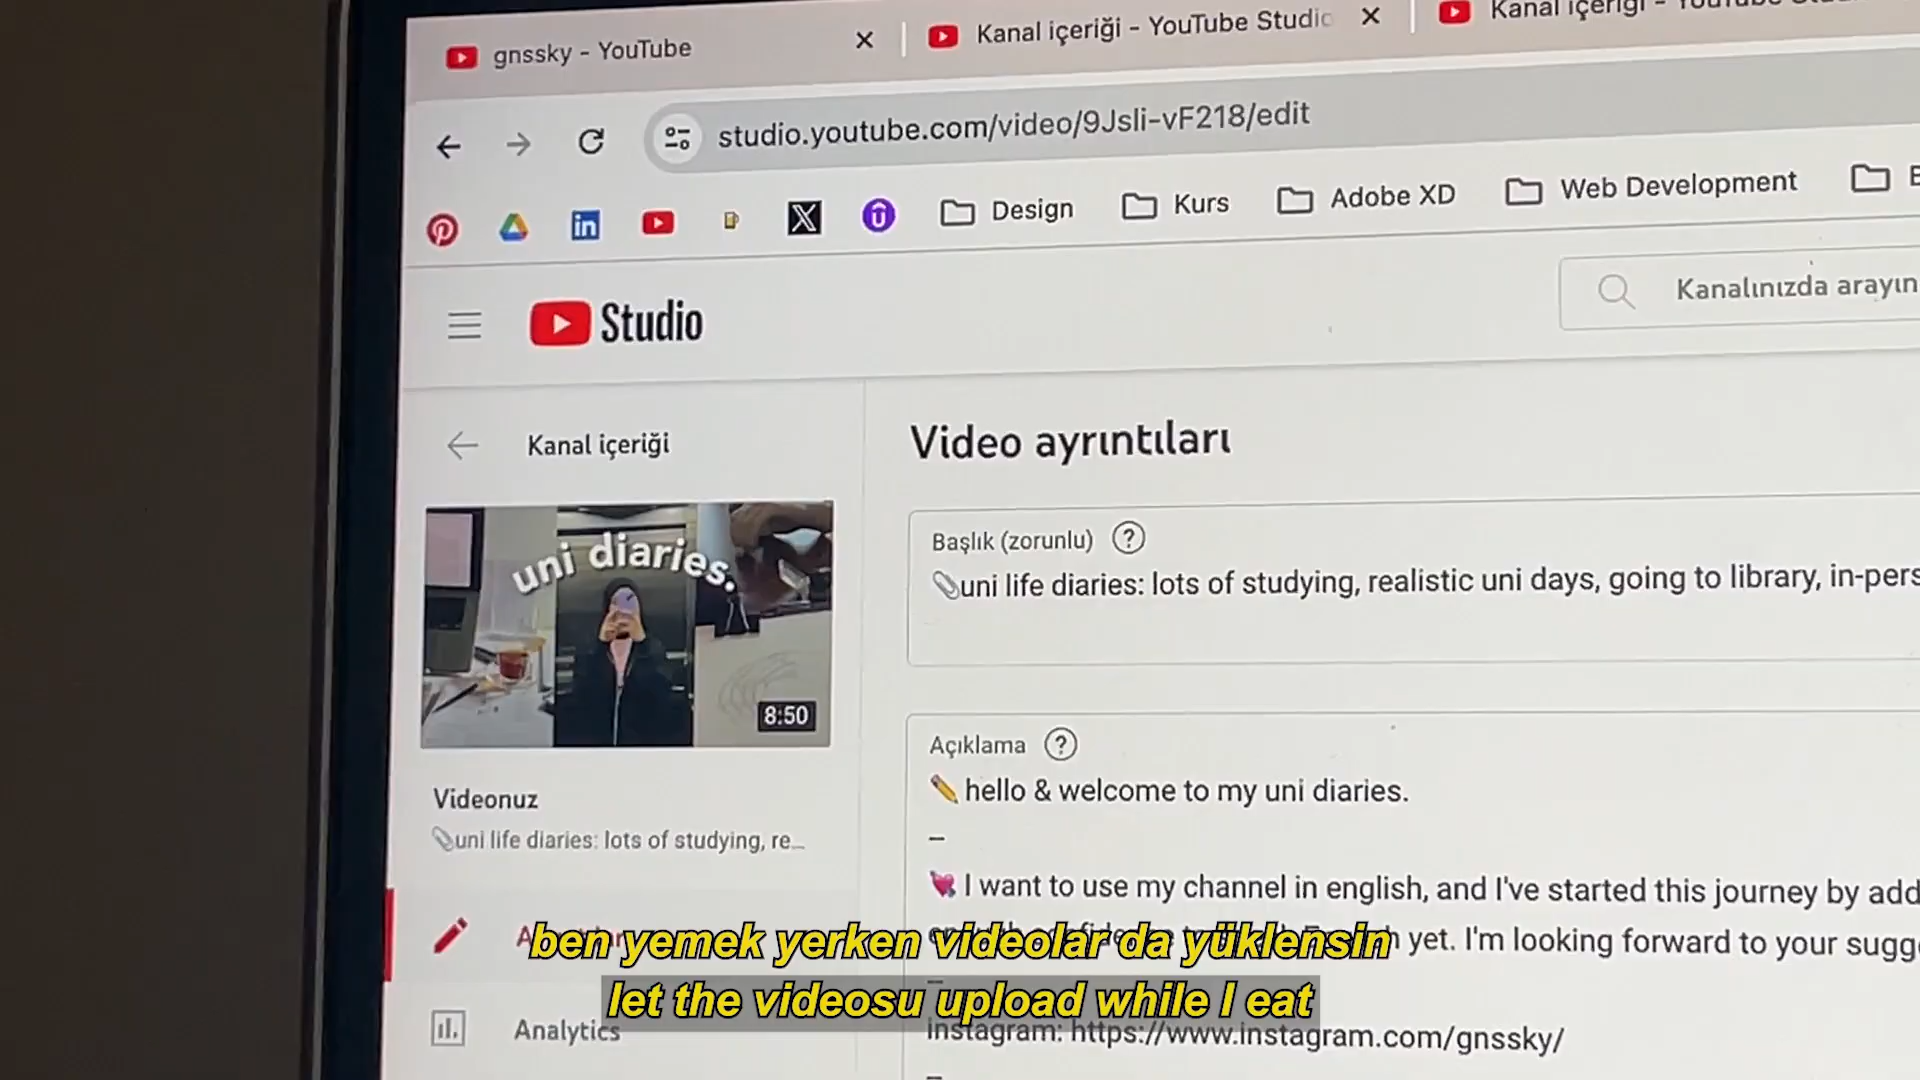 gnssky - YouTube
Kanal içeriği - YouTube Studio
Kanal içeriği - YouTube
studio.youtube.com/video/9Jsli-vF218/edit
Design
Kurs
Adobe XD
Web Development
Studio
Kanalınızda arayın
Kanal içeriği
Video ayrıntıları
uni diaries.
8:50
Başlık (zorunlu)
uni life diaries: lots of studying, realistic uni days, going to library, in-pers
Videonuz
uni life diaries: lots of studying, re...
Açıklama
hello & welcome to my uni diaries.
–
I want to use my channel in english, and I've started this journey by add
yet. I'm looking forward to your sugg
–
instagram: https://www.instagram.com/gnssky/
–
Analytics
ben yemek yerken videolar da yüklensin
let the videosu upload while I eat